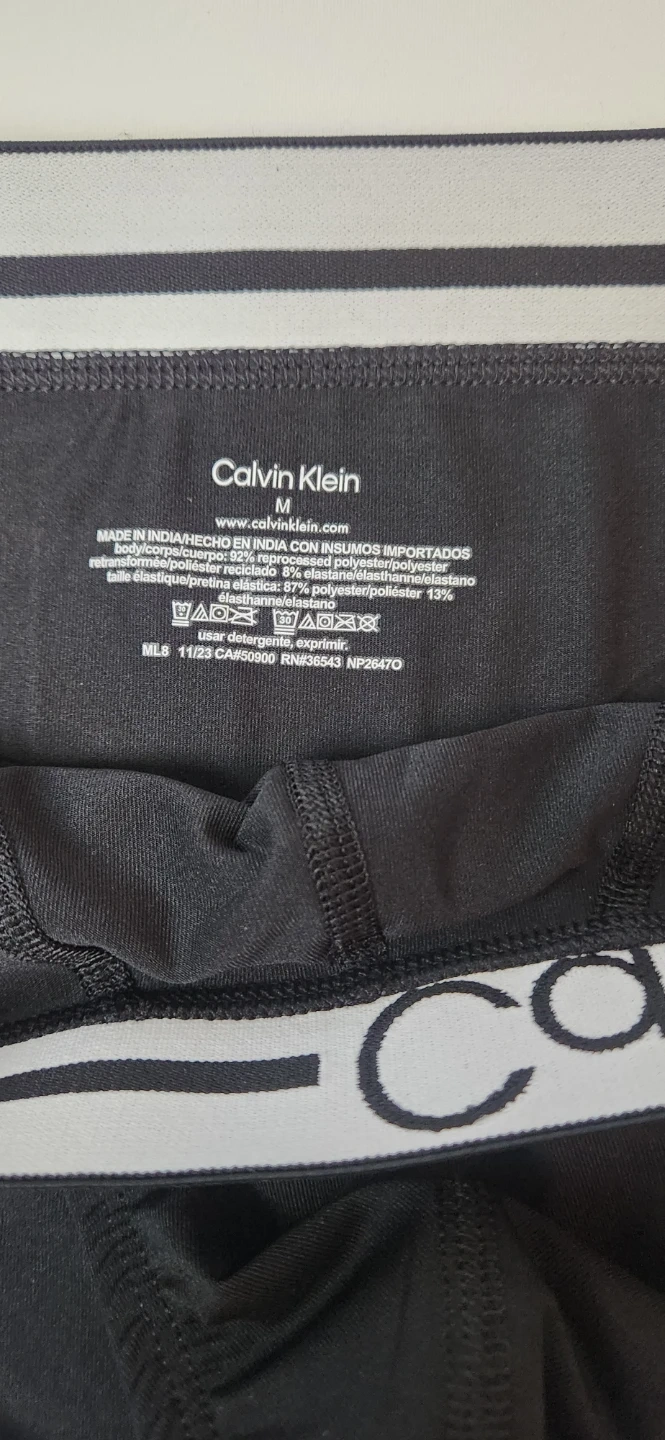 Calvin Klein
M
www.calvinklein.com
MADE IN INDIA/HECHO EN INDIA CON INSUMOS IMPORTADOS
body/corps/cuerpo: 92% reprocessed polyester/polyester
retransformée/poliéster reciclado 8% elastane/élasthanne/elastano
taille élastique/pretina elástica: 87% polyester/poliéster 13%
élasthanne/elastano
30
usar detergente, exprimir.
ML8 11/23 CA#50900 RN#36543 NP2647O
Ca